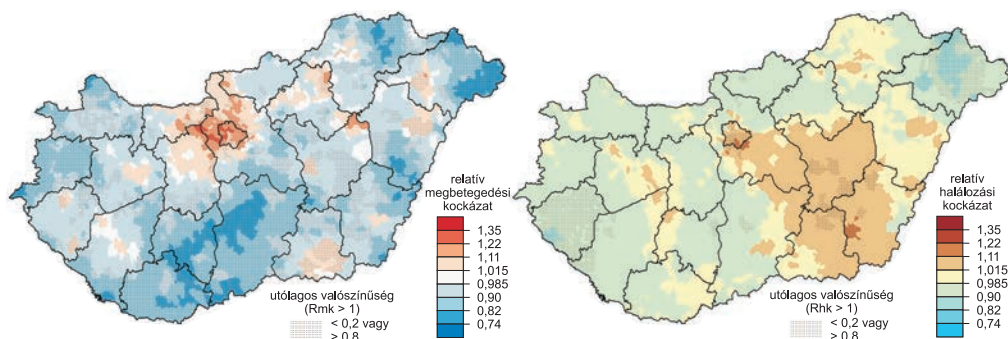 relatív
megbetegedési
kockázat
1,35
1,22
1,11
1,015
0,985
0,90
0,82
0,74
utólagos valószínűség
(Rmk > 1)
< 0,2 vagy
> 0,8
relatív
halálozási
kockázat
1,35
1,22
1,11
1,015
0,985
0,90
0,82
0,74
utólagos valószínűség
(Rhk > 1)
< 0,2 vagy
> 0,8